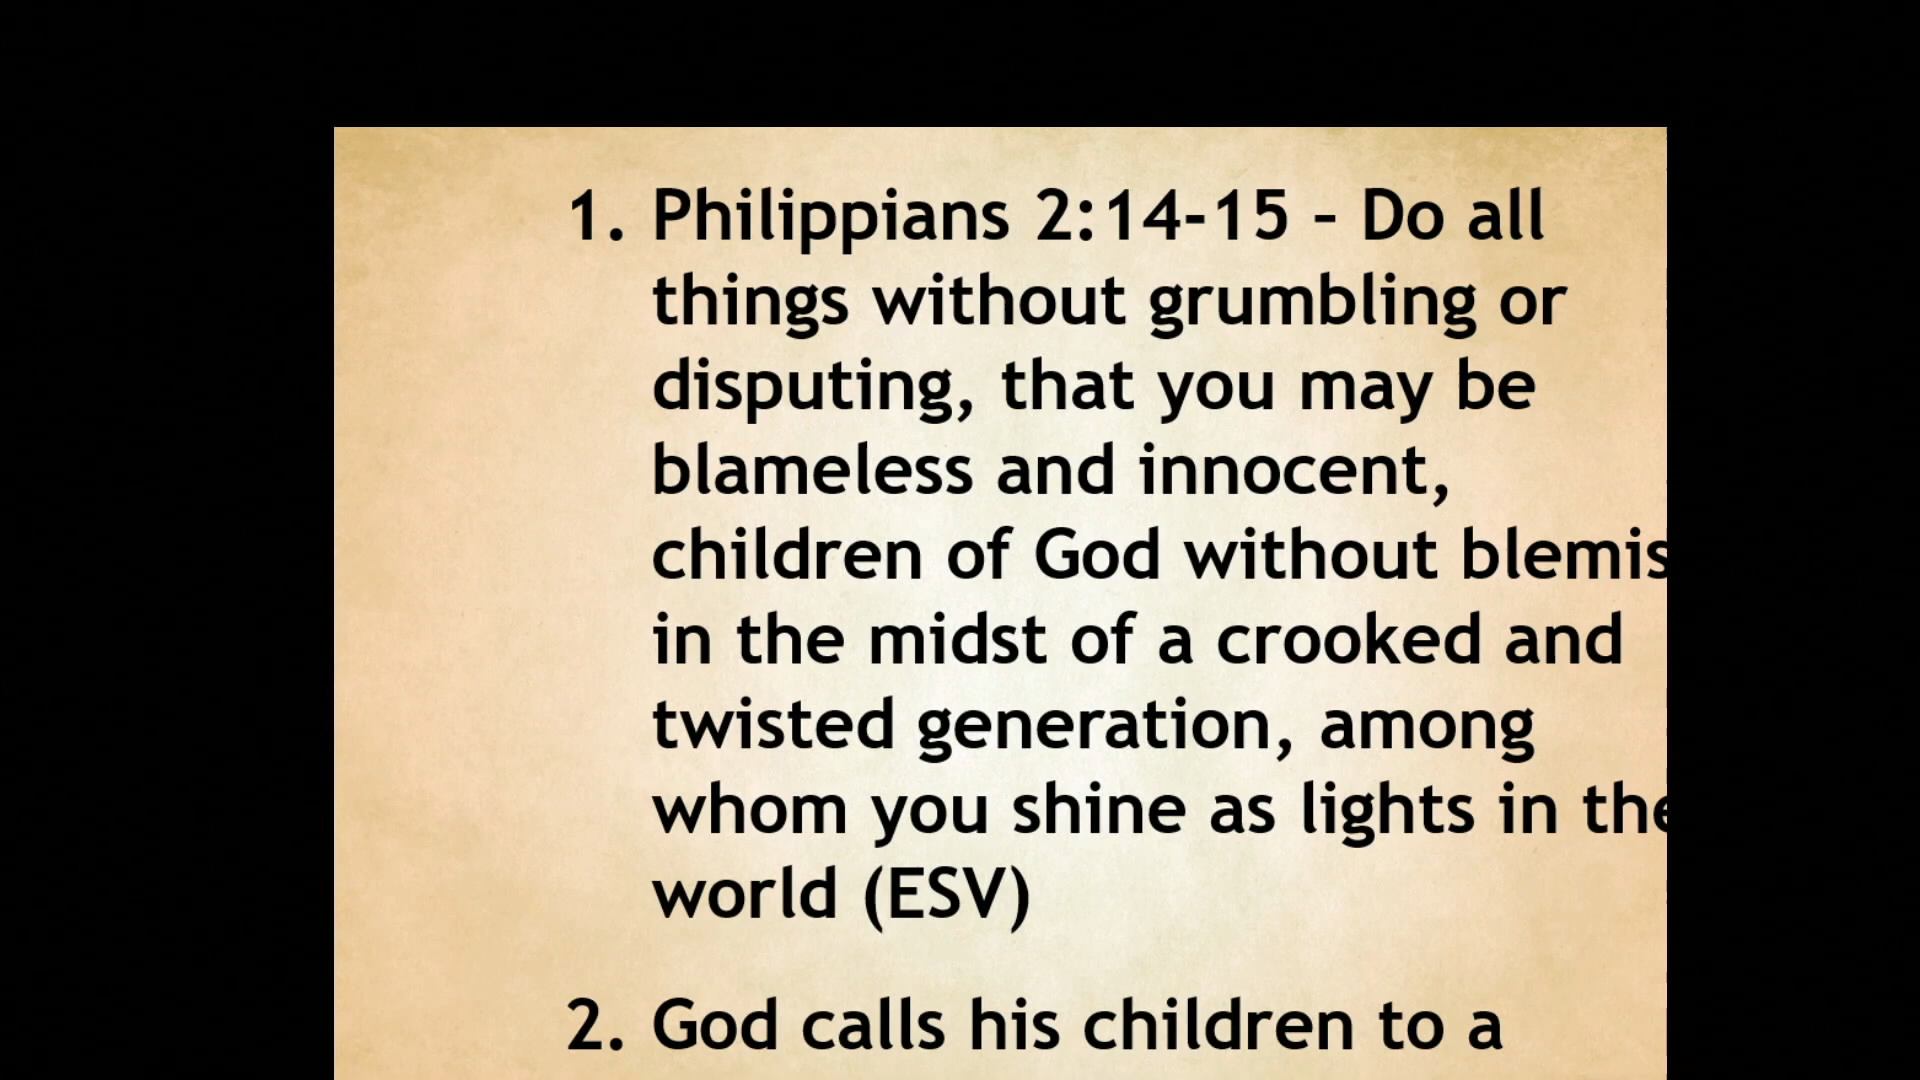 1. Philippians 2:14-15 – Do all
things without grumbling or
disputing, that you may be
blameless and innocent,
children of God without blemis
in the midst of a crooked and
twisted generation, among
whom you shine as lights in the
world (ESV)
2. God calls his children to a